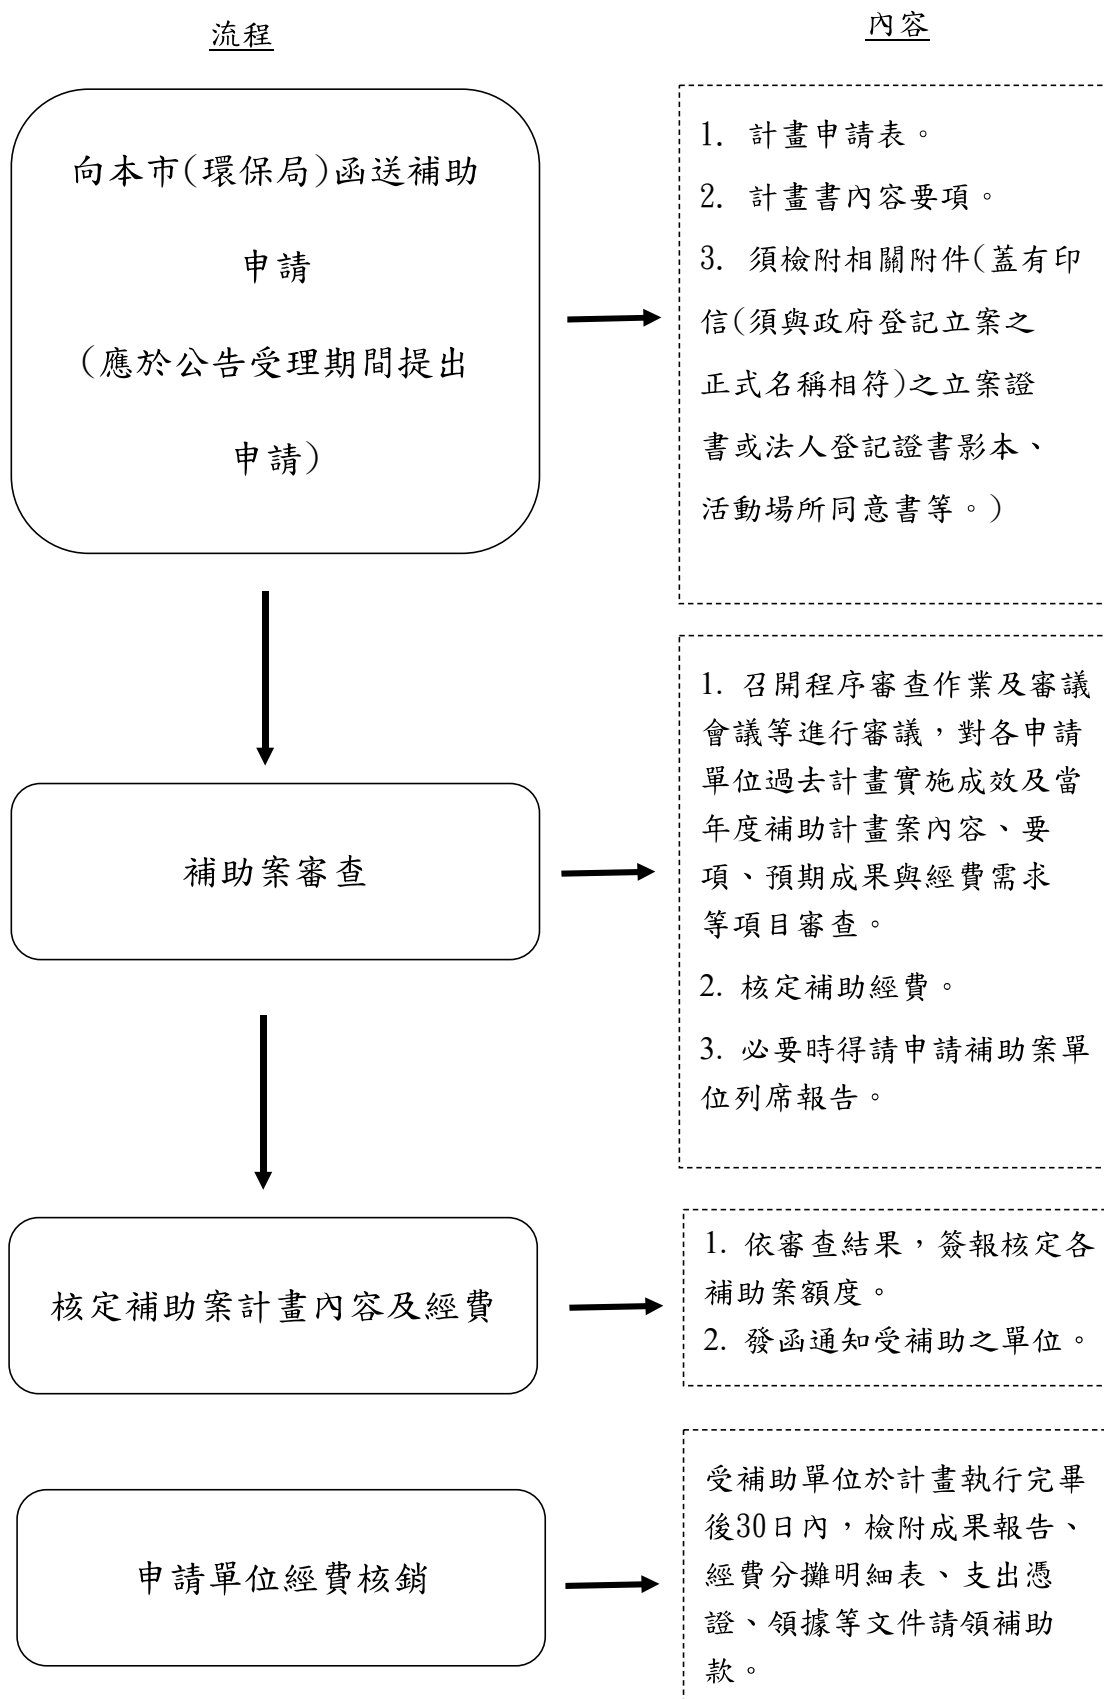 流程
內容
向本市(環保局)函送補助
申請
(應於公告受理期間提出
申請)
1. 計畫申請表。
2. 計畫書內容要項。
3. 須檢附相關附件(蓋有印
信(須與政府登記立案之
正式名稱相符)之立案證
書或法人登記證書影本、
活動場所同意書等。)
補助案審查
1. 召開程序審查作業及審議
會議等進行審議，對各申請
單位過去計畫實施成效及當
年度補助計畫案內容、要
項、預期成果與經費需求
等項目審查。
2. 核定補助經費。
3. 必要時得請申請補助案單
位列席報告。
核定補助案計畫內容及經費
1. 依審查結果，簽報核定各
補助案額度。
2. 發函通知受補助之單位。
申請單位經費核銷
受補助單位於計畫執行完畢
後30日內，檢附成果報告、
經費分攤明細表、支出憑
證、領據等文件請領補助
款。